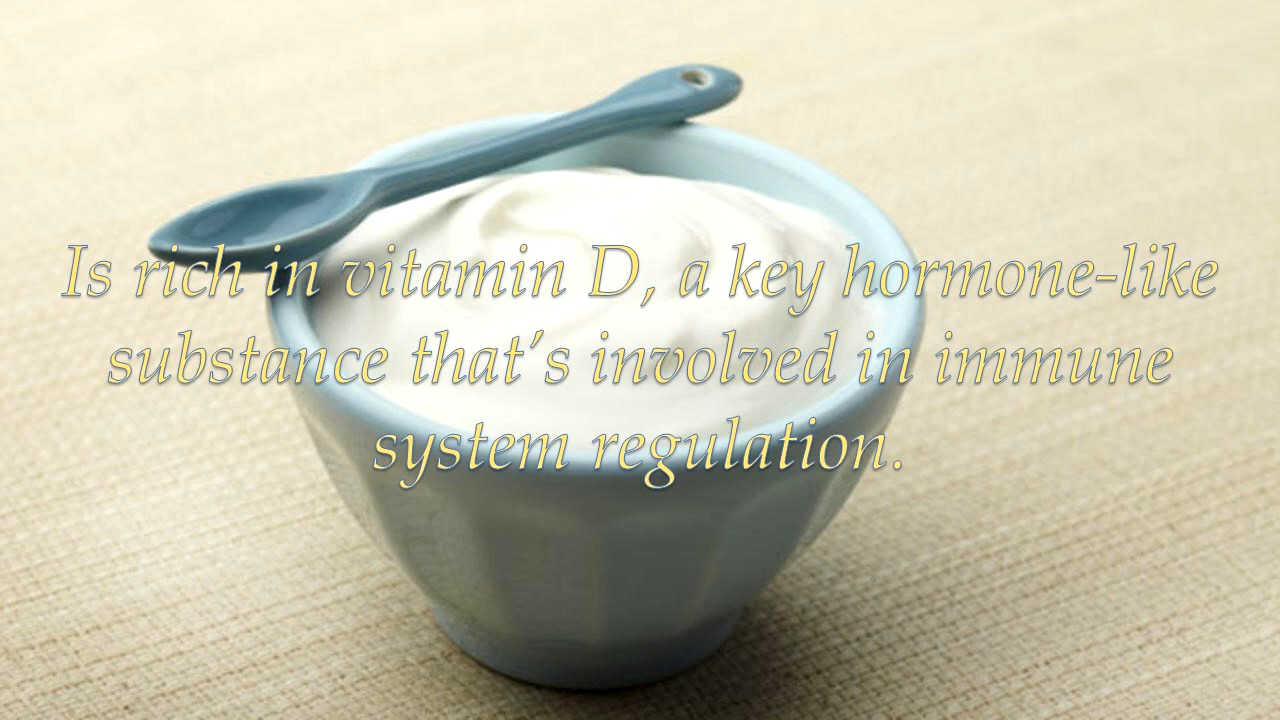 Is rich in vitamin D, a key hormone-like
substance that's involved in immune
system regulation.